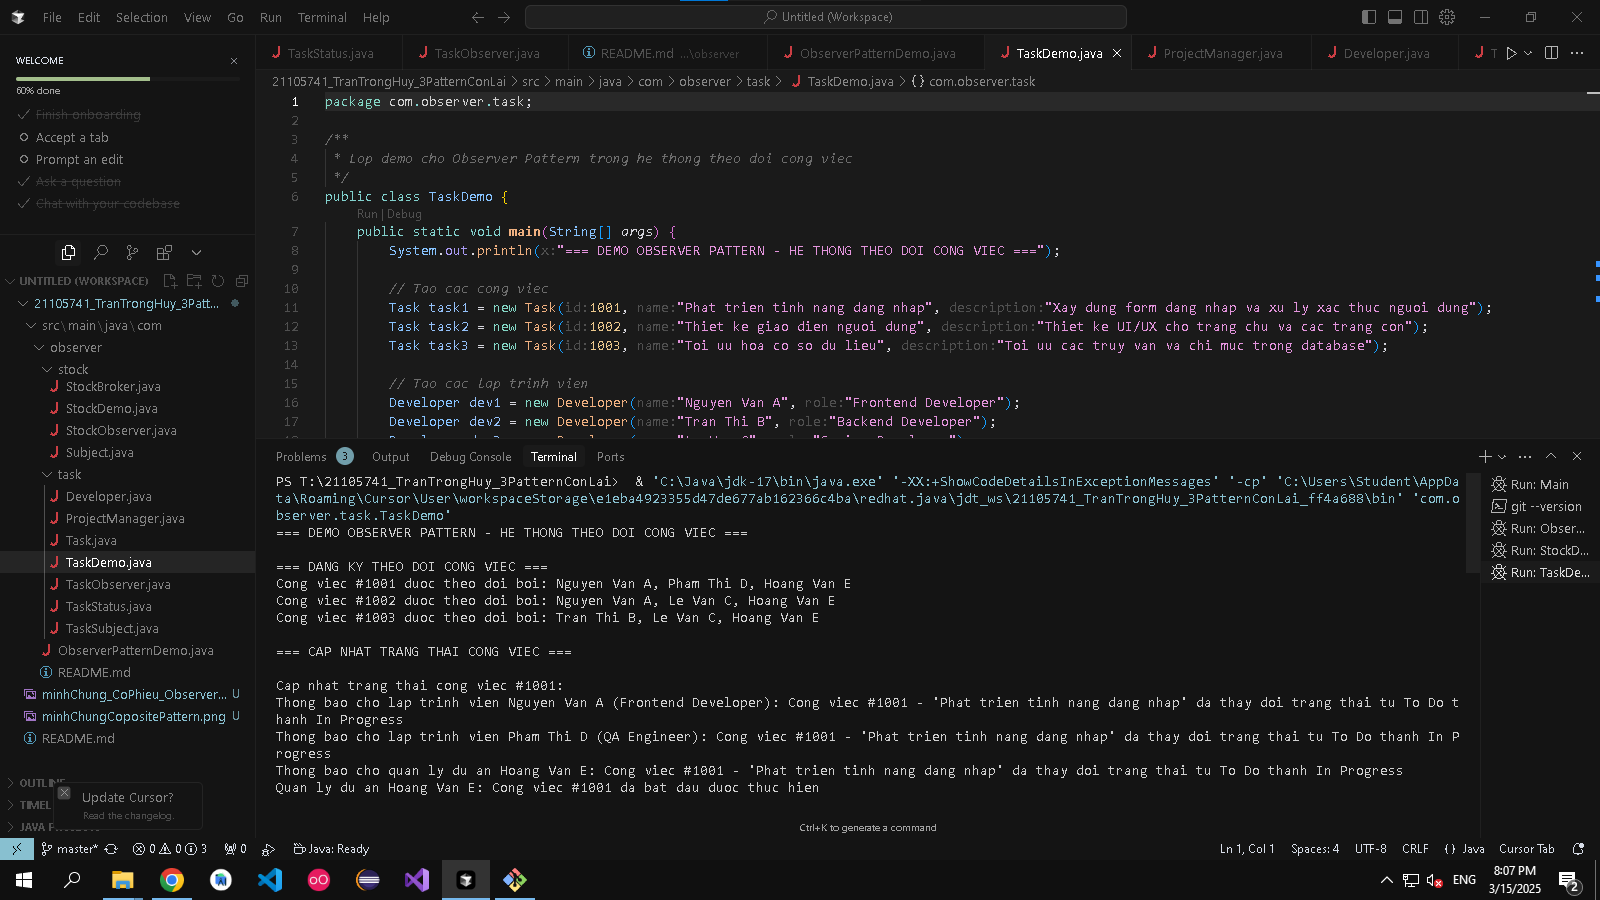 File Edit Selection View Go Run Terminal Help
Untitled (Workspace)
WELCOME
60% done
Finish onboarding
Accept a tab
Prompt an edit
Ask a question
Chat with your codebase
UNTITLED (WORKSPACE)
21105741_TranTrongHuy_3Patt...
src\main\java\com
observer
stock
StockBroker.java
StockDemo.java
StockObserver.java
Subject.java
task
Developer.java
ProjectManager.java
Task.java
TaskDemo.java
TaskObserver.java
TaskStatus.java
TaskSubject.java
ObserverPatternDemo.java
README.md
minhChung_CoPhieu_Observer... U
minhChungCopositePattern.png U
README.md
OUTLINE
TIMEL
JAVA PROJECTS
Update Cursor?
Read the changelog.
TaskStatus.java TaskObserver.java README.md ...\observer ObserverPatternDemo.java TaskDemo.java ProjectManager.java Developer.java T
21105741_TranTrongHuy_3PatternConLai > src > main > java > com > observer > task > TaskDemo.java > {} com.observer.task
1 package com.observer.task;
2
3 /**
4  * Lop demo cho Observer Pattern trong he thong theo doi cong viec
5  */
6 public class TaskDemo {
Run | Debug
7 public static void main(String[] args) {
8 System.out.println(x:"=== DEMO OBSERVER PATTERN - HE THONG THEO DOI CONG VIEC ===");
9
10 // Tao cac cong viec
11 Task task1 = new Task(id:1001, name:"Phat trien tinh nang dang nhap", description:"Xay dung form dang nhap va xu ly xac thuc nguoi dung");
12 Task task2 = new Task(id:1002, name:"Thiet ke giao dien nguoi dung", description:"Thiet ke UI/UX cho trang chu va cac trang con");
13 Task task3 = new Task(id:1003, name:"Toi uu hoa co so du lieu", description:"Toi uu cac truy van va chi muc trong database");
14
15 // Tao cac lap trinh vien
16 Developer dev1 = new Developer(name:"Nguyen Van A", role:"Frontend Developer");
17 Developer dev2 = new Developer(name:"Tran Thi B", role:"Backend Developer");
Problems 3 Output Debug Console Terminal Ports
PS T:\21105741_TranTrongHuy_3PatternConLai> & 'C:\Java\jdk-17\bin\java.exe' '-XX:+ShowCodeDetailsInExceptionMessages' '-cp' 'C:\Users\Student\AppDa
ta\Roaming\Cursor\User\workspaceStorage\e1eba4923355d47de677ab162366c4ba\redhat.java\jdt_ws\21105741_TranTrongHuy_3PatternConLai_ff4a688\bin' 'com.o
bserver.task.TaskDemo'
=== DEMO OBSERVER PATTERN - HE THONG THEO DOI CONG VIEC ===
=== DANG KY THEO DOI CONG VIEC ===
Cong viec #1001 duoc theo doi boi: Nguyen Van A, Pham Thi D, Hoang Van E
Cong viec #1002 duoc theo doi boi: Nguyen Van A, Le Van C, Hoang Van E
Cong viec #1003 duoc theo doi boi: Tran Thi B, Le Van C, Hoang Van E
=== CAP NHAT TRANG THAI CONG VIEC ===
Cap nhat trang thai cong viec #1001:
Thong bao cho lap trinh vien Nguyen Van A (Frontend Developer): Cong viec #1001 - 'Phat trien tinh nang dang nhap' da thay doi trang thai tu To Do t
hanh In Progress
Thong bao cho lap trinh vien Pham Thi D (QA Engineer): Cong viec #1001 - 'Phat trien tinh nang dang nhap' da thay doi trang thai tu To Do thanh In P
rogress
Thong bao cho quan ly du an Hoang Van E: Cong viec #1001 - 'Phat trien tinh nang dang nhap' da thay doi trang thai tu To Do thanh In Progress
Quan ly du an Hoang Van E: Cong viec #1001 da bat dau duoc thuc hien
Ctrl+K to generate a command
Run: Main
git --version
Run: Obser...
Run: StockD...
Run: TaskDe...
master* 0 0 3 0 Java: Ready Ln 1, Col 1 Spaces: 4 UTF-8 CRLF {} Java Cursor Tab
ENG 8:07 PM
3/15/2025 2